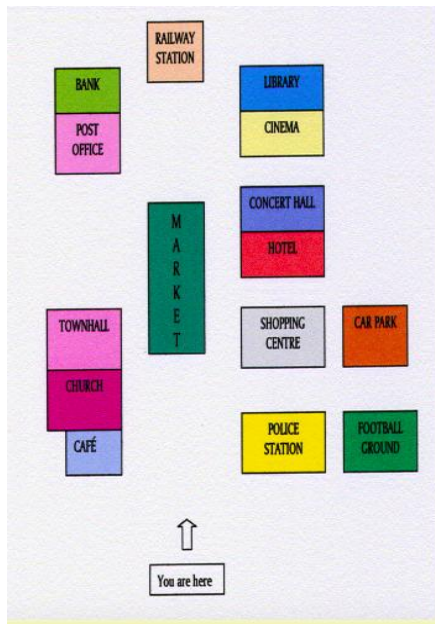 RAILWAY
STATION
BANK
LIBRARY
POST
OFFICE
CINEMA
CONCERT HALL
HOTEL
MARKET
TOWNHALL
SHOPPING
CENTRE
CAR PARK
CHURCH
CAFÉ
POLICE
STATION
FOOTBALL
GROUND
You are here